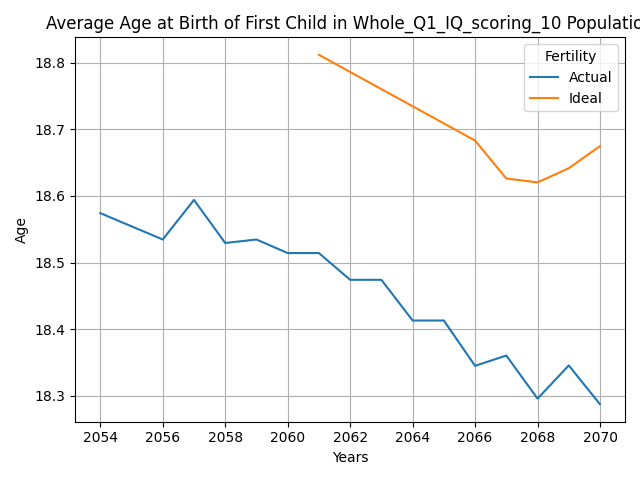 Average Age at Birth of First Child in Whole_Q1_IQ_scoring_10 Populatio
Fertility
Actual
Ideal
18.8
18.7
18.6
18.5
18.4
18.3
Age
2054 2056 2058 2060 2062 2064 2066 2068 2070
Years